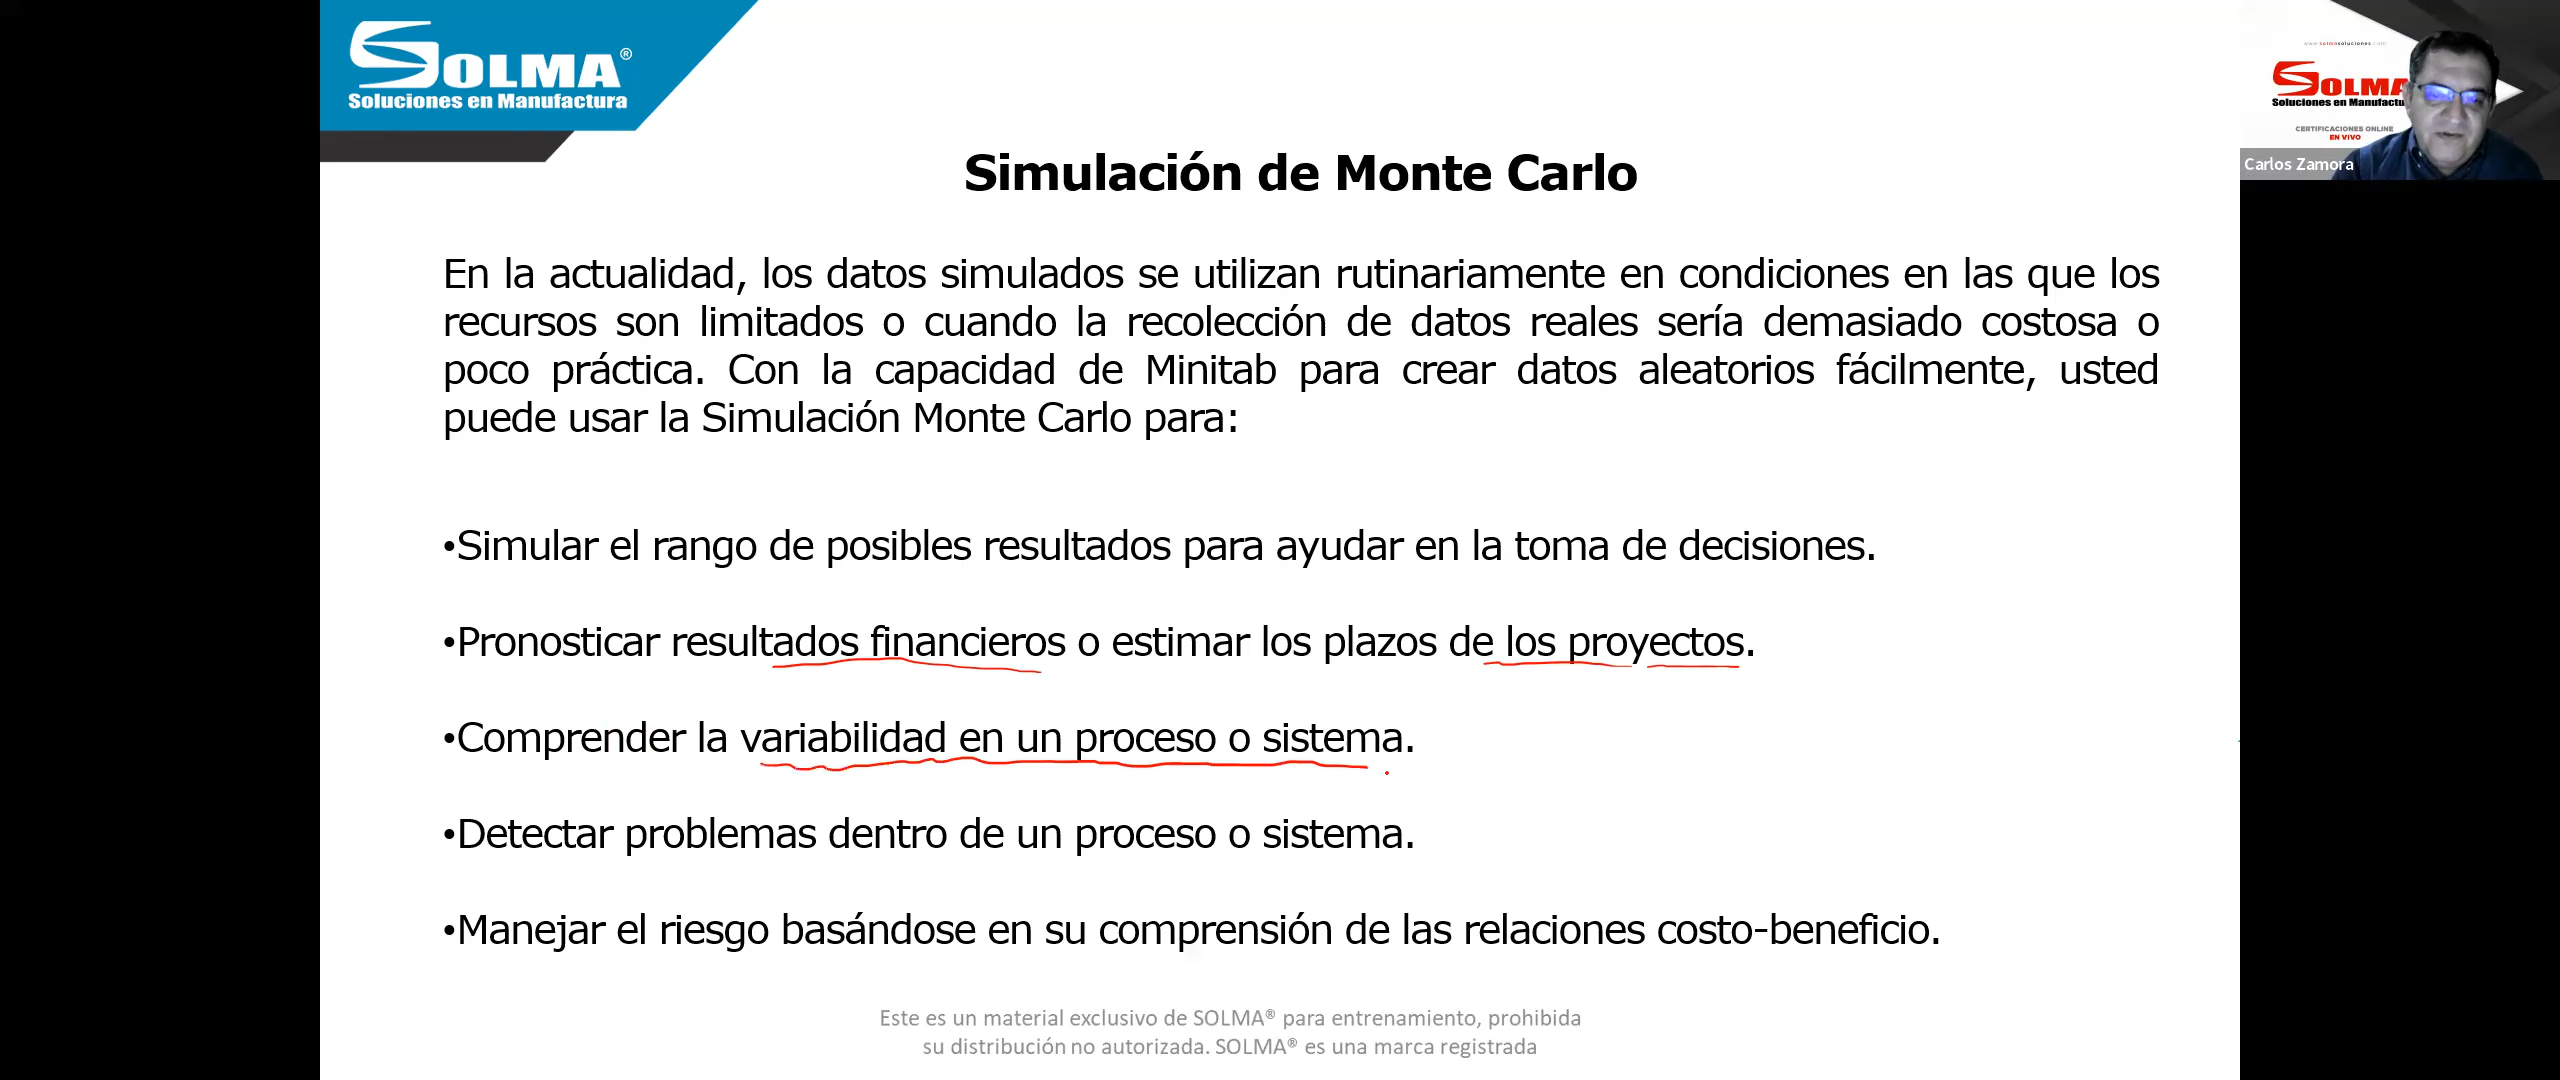 SOLMA®
Soluciones en Manufactura
www.solmasoluciones.com
SOLMA
Soluciones en Manufactu
CERTIFICACIONES ONLINE
EN VIVO
Carlos Zamora
Simulación de Monte Carlo
En la actualidad, los datos simulados se utilizan rutinariamente en condiciones en las que los
recursos son limitados o cuando la recolección de datos reales sería demasiado costosa o
poco práctica. Con la capacidad de Minitab para crear datos aleatorios fácilmente, usted
puede usar la Simulación Monte Carlo para:
•Simular el rango de posibles resultados para ayudar en la toma de decisiones.
•Pronosticar resultados financieros o estimar los plazos de los proyectos.
•Comprender la variabilidad en un proceso o sistema.
•Detectar problemas dentro de un proceso o sistema.
•Manejar el riesgo basándose en su comprensión de las relaciones costo-beneficio.
Este es un material exclusivo de SOLMA® para entrenamiento, prohibida
su distribución no autorizada. SOLMA® es una marca registrada